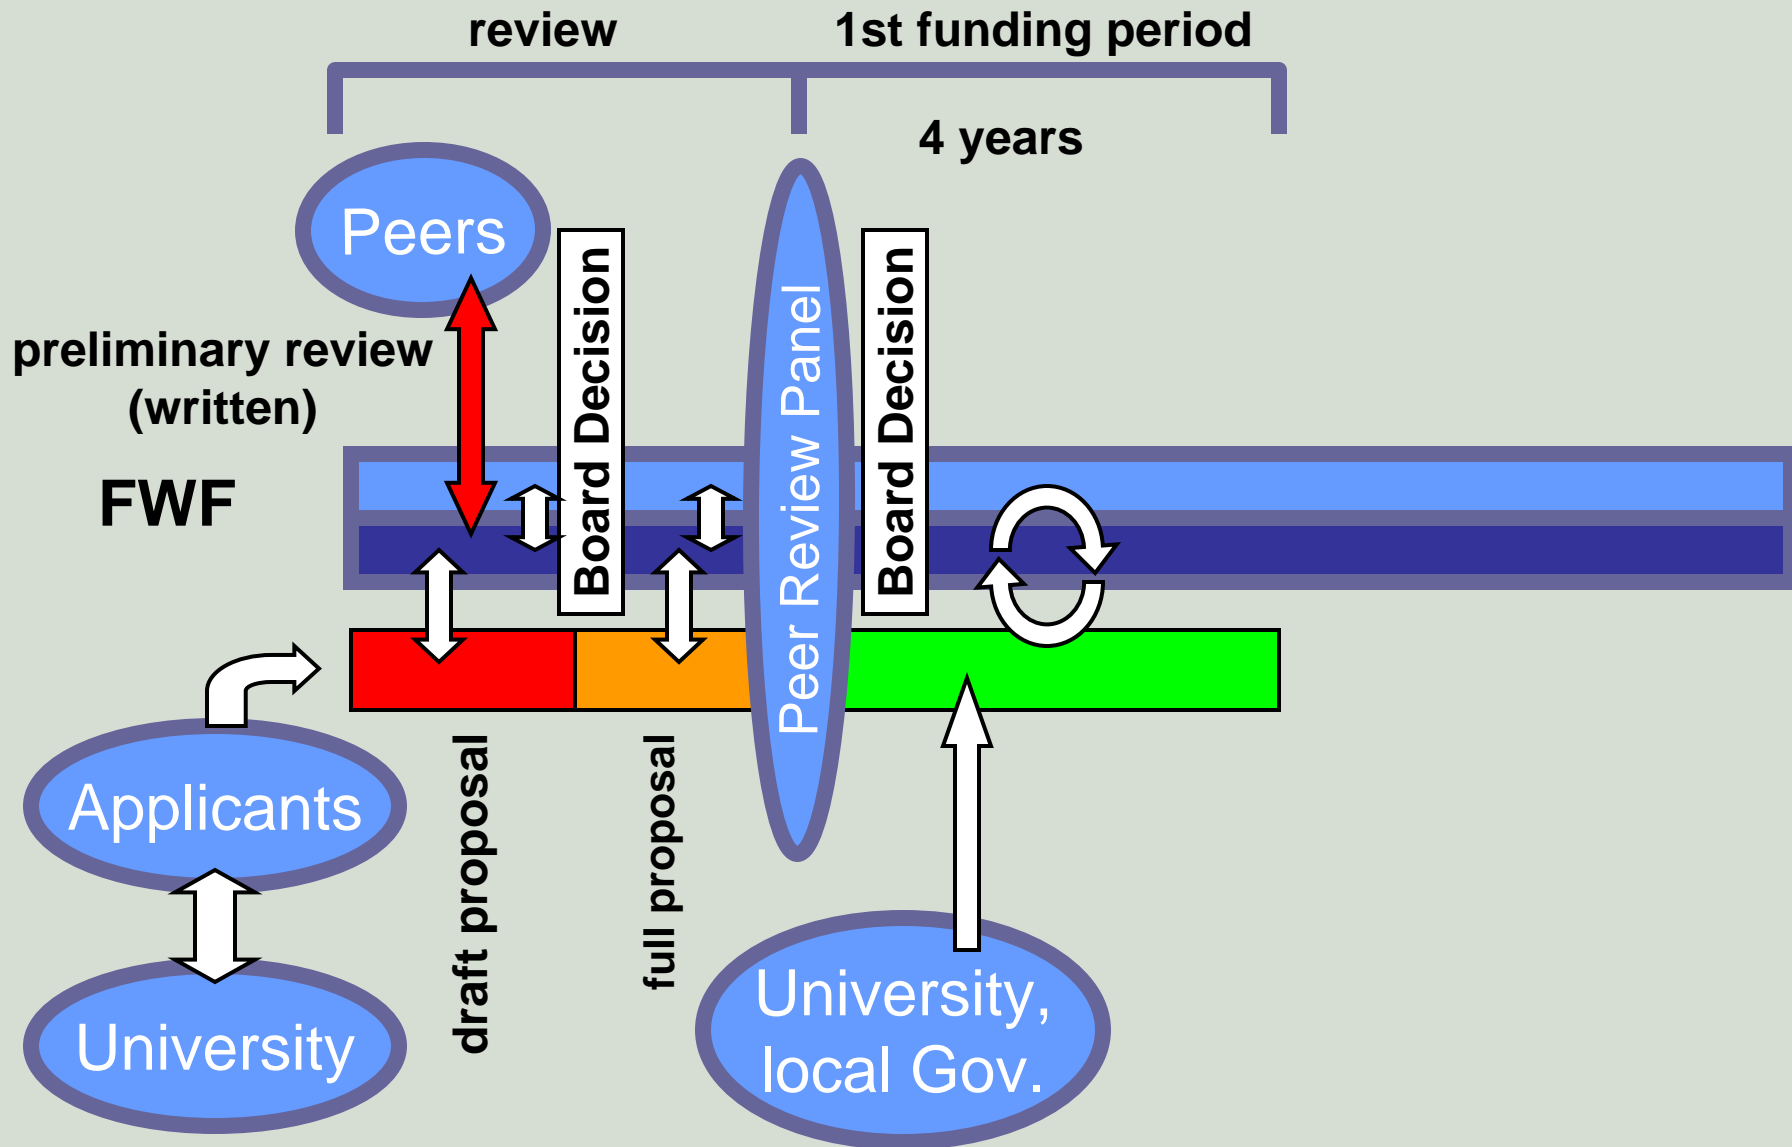 review
1st funding period
4 years
Peers
preliminary review
(written)
FWF
Board Decision
Peer Review Panel
Board Decision
Applicants
University
draft proposal
full proposal
University,
local Gov.